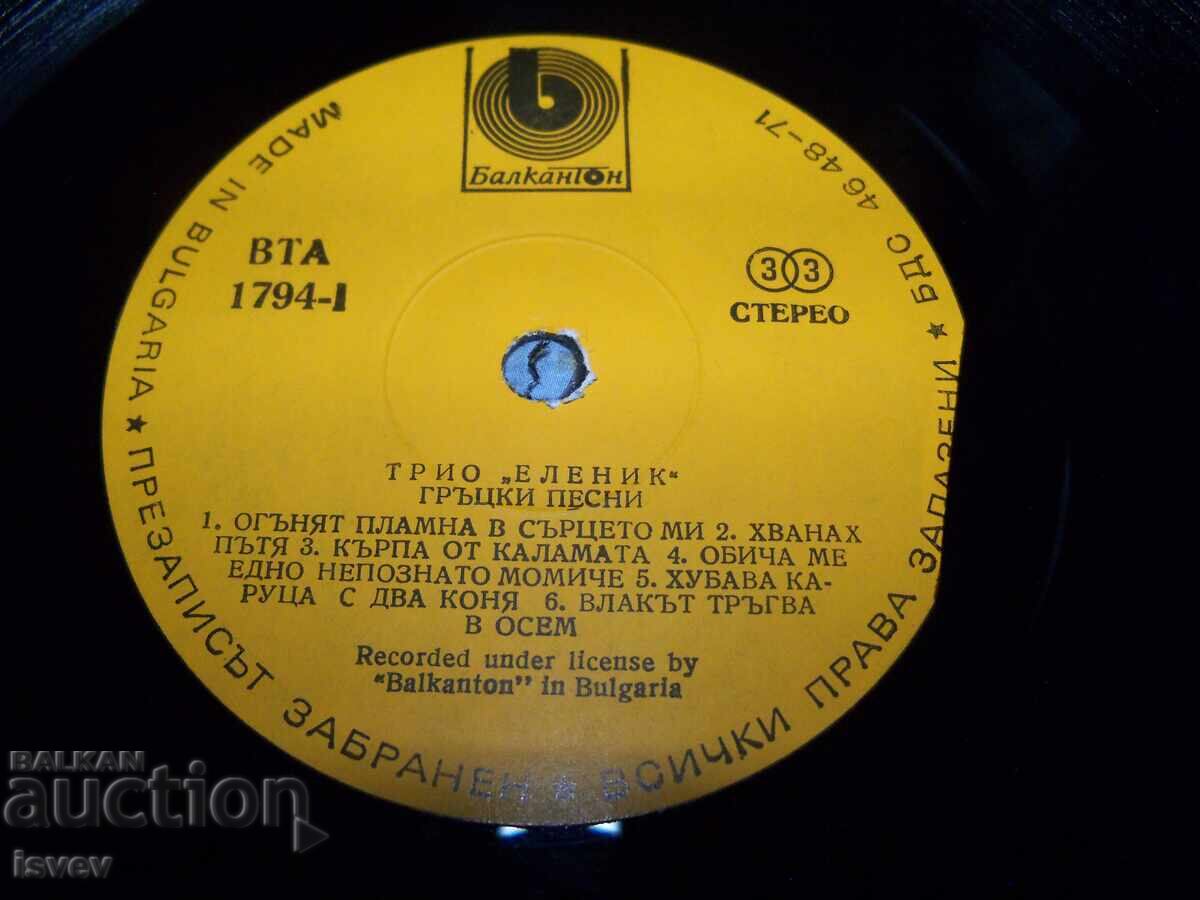 Балкантон
MADE IN BULGARIA ★ ПРЕЗАПИСЪТ ЗАБРАНЕН ★ ВСИЧКИ ПРАВА ЗАПАЗЕНИ ★ БДС 4648-71
ВТА
1794-I
33
СТЕРЕО
ТРИО „ЕЛЕНИК“
ГРЪЦКИ ПЕСНИ
1. ОГЪНЯТ ПЛАМНА В СЪРЦЕТО МИ 2. ХВАНАХ
ПЪТЯ 3. КЪРПА ОТ КАЛАМАТА 4. ОБИЧА МЕ
ЕДНО НЕПОЗНАТО МОМИЧЕ 5. ХУБАВА КА-
РУЦА С ДВА КОНЯ 6. ВЛАКЪТ ТРЪГВА
В ОСЕМ
Recorded under license by
“Balkanton” in Bulgaria
BALKAN
auction
isvev